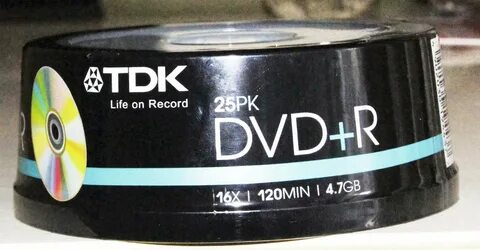 TDK
Life on Record
25PK
DVD+R
16X | 120MIN | 4.7GB